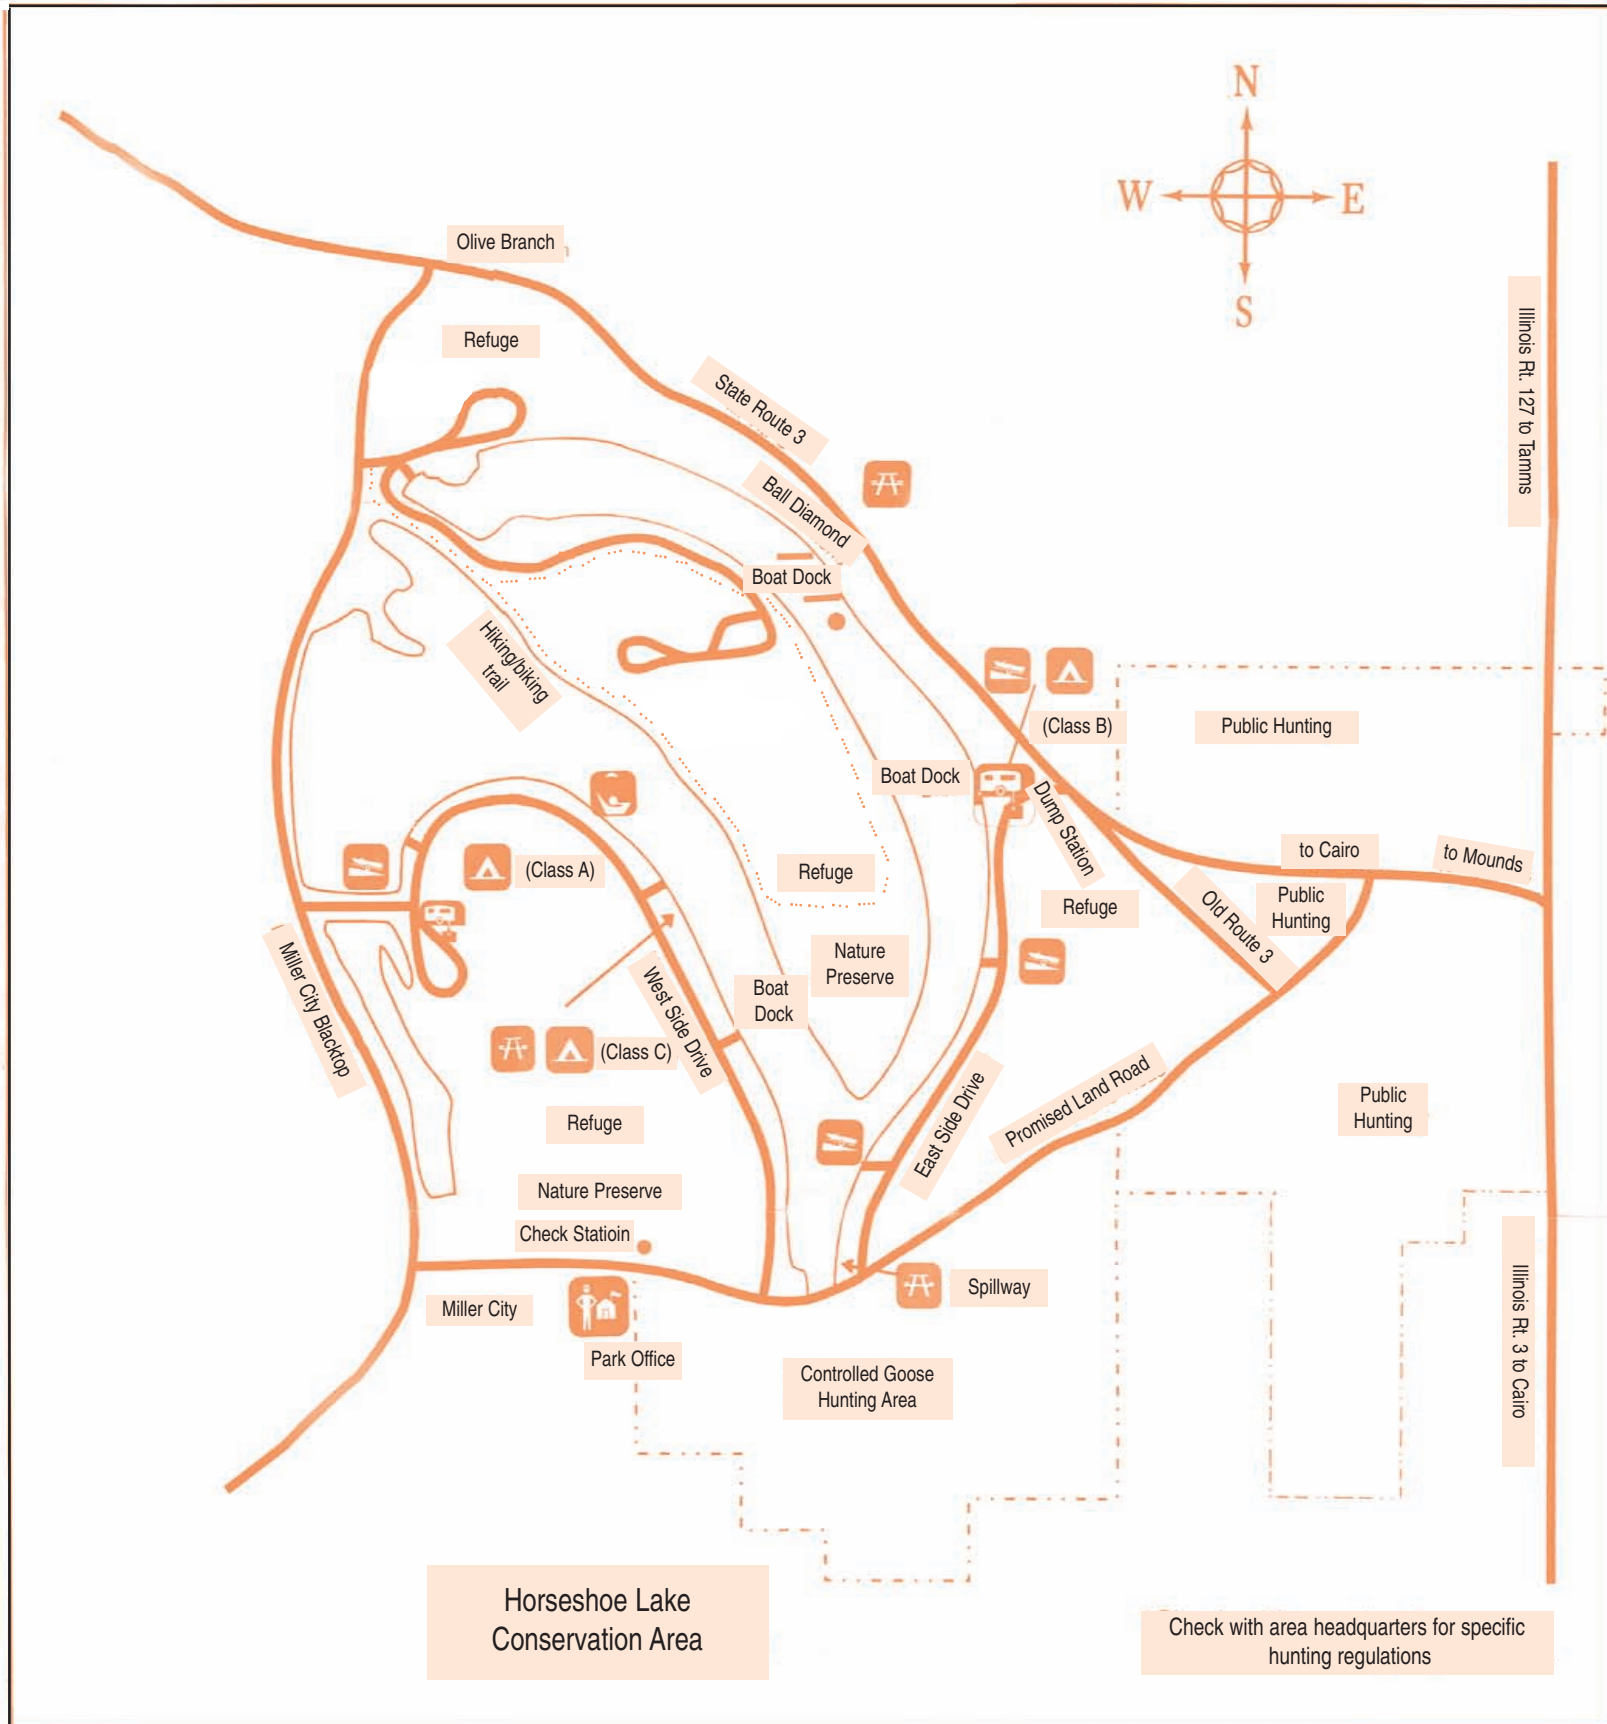 N
W
E
S
Olive Branch
Refuge
State Route 3
Illinois Rt. 127 to Tamms
Ball Diamond
Boat Dock
Hiking/biking
trail
(Class B)
Public Hunting
Boat Dock
Dump Station
to Cairo
to Mounds
(Class A)
Refuge
Refuge
Public
Hunting
Old Route 3
Nature
Preserve
Miller City Blacktop
West Side Drive
Boat
Dock
(Class C)
East Side Drive
Promised Land Road
Public
Hunting
Refuge
Nature Preserve
Check Statioin
Spillway
Miller City
Park Office
Controlled Goose
Hunting Area
Illinois Rt. 3 to Cairo
Horseshoe Lake
Conservation Area
Check with area headquarters for specific
hunting regulations